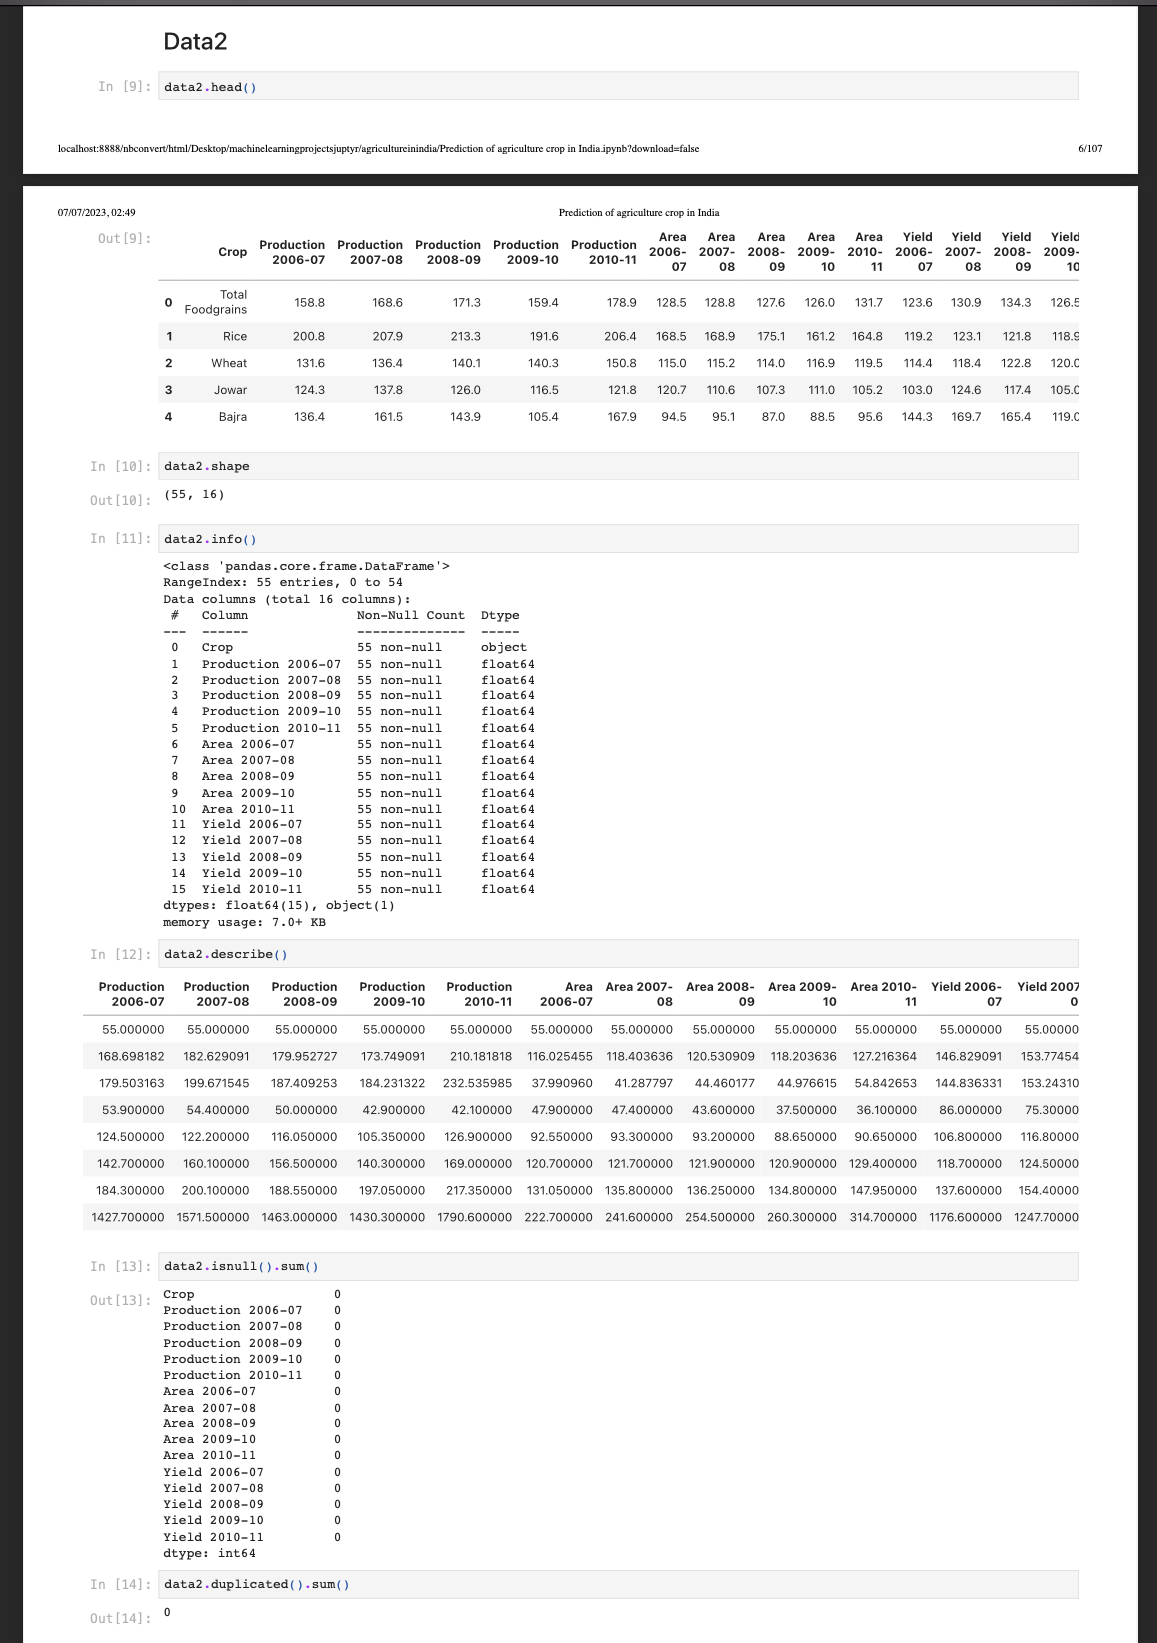 Data2
In [9]: data2.head()
localhost:8888/nbconvert/html/Desktop/machinelearningprojectsjuptyr/agricultureinindia/Prediction of agriculture crop in India.ipynb?download=false 6/107
07/07/2023, 02:49 Prediction of agriculture crop in India
Out[9]:
Crop Production 2006-07 Production 2007-08 Production 2008-09 Production 2009-10 Production 2010-11 Area 2006-07 Area 2007-08 Area 2008-09 Area 2009-10 Area 2010-11 Yield 2006-07 Yield 2007-08 Yield 2008-09 Yield 2009-10
0 Total Foodgrains 158.8 168.6 171.3 159.4 178.9 128.5 128.8 127.6 126.0 131.7 123.6 130.9 134.3 126.5
1 Rice 200.8 207.9 213.3 191.6 206.4 168.5 168.9 175.1 161.2 164.8 119.2 123.1 121.8 118.9
2 Wheat 131.6 136.4 140.1 140.3 150.8 115.0 115.2 114.0 116.9 119.5 114.4 118.4 122.8 120.0
3 Jowar 124.3 137.8 126.0 116.5 121.8 120.7 110.6 107.3 111.0 105.2 103.0 124.6 117.4 105.0
4 Bajra 136.4 161.5 143.9 105.4 167.9 94.5 95.1 87.0 88.5 95.6 144.3 169.7 165.4 119.0
In [10]: data2.shape
Out[10]: (55, 16)
In [11]: data2.info()
<class 'pandas.core.frame.DataFrame'>
RangeIndex: 55 entries, 0 to 54
Data columns (total 16 columns):
# Column Non-Null Count Dtype
--- ------ -------------- -----
0 Crop 55 non-null object
1 Production 2006-07 55 non-null float64
2 Production 2007-08 55 non-null float64
3 Production 2008-09 55 non-null float64
4 Production 2009-10 55 non-null float64
5 Production 2010-11 55 non-null float64
6 Area 2006-07 55 non-null float64
7 Area 2007-08 55 non-null float64
8 Area 2008-09 55 non-null float64
9 Area 2009-10 55 non-null float64
10 Area 2010-11 55 non-null float64
11 Yield 2006-07 55 non-null float64
12 Yield 2007-08 55 non-null float64
13 Yield 2008-09 55 non-null float64
14 Yield 2009-10 55 non-null float64
15 Yield 2010-11 55 non-null float64
dtypes: float64(15), object(1)
memory usage: 7.0+ KB
In [12]: data2.describe()
Production 2006-07 Production 2007-08 Production 2008-09 Production 2009-10 Production 2010-11 Area 2006-07 Area 2007-08 Area 2008-09 Area 2009-10 Area 2010-11 Yield 2006-07 Yield 2007 0
55.000000 55.000000 55.000000 55.000000 55.000000 55.000000 55.000000 55.000000 55.000000 55.000000 55.000000 55.00000
168.698182 182.629091 179.952727 173.749091 210.181818 116.025455 118.403636 120.530909 118.203636 127.216364 146.829091 153.77454
179.503163 199.671545 187.409253 184.231322 232.535985 37.990960 41.287797 44.460177 44.976615 54.842653 144.836331 153.24310
53.900000 54.400000 50.000000 42.900000 42.100000 47.900000 47.400000 43.600000 37.500000 36.100000 86.000000 75.30000
124.500000 122.200000 116.050000 105.350000 126.900000 92.550000 93.300000 93.200000 88.650000 90.650000 106.800000 116.80000
142.700000 160.100000 156.500000 140.300000 169.000000 120.700000 121.700000 121.900000 120.900000 129.400000 118.700000 124.50000
184.300000 200.100000 188.550000 197.050000 217.350000 131.050000 135.800000 136.250000 134.800000 147.950000 137.600000 154.40000
1427.700000 1571.500000 1463.000000 1430.300000 1790.600000 222.700000 241.600000 254.500000 260.300000 314.700000 1176.600000 1247.70000
In [13]: data2.isnull().sum()
Out[13]: Crop 0
Production 2006-07 0
Production 2007-08 0
Production 2008-09 0
Production 2009-10 0
Production 2010-11 0
Area 2006-07 0
Area 2007-08 0
Area 2008-09 0
Area 2009-10 0
Area 2010-11 0
Yield 2006-07 0
Yield 2007-08 0
Yield 2008-09 0
Yield 2009-10 0
Yield 2010-11 0
dtype: int64
In [14]: data2.duplicated().sum()
Out[14]: 0